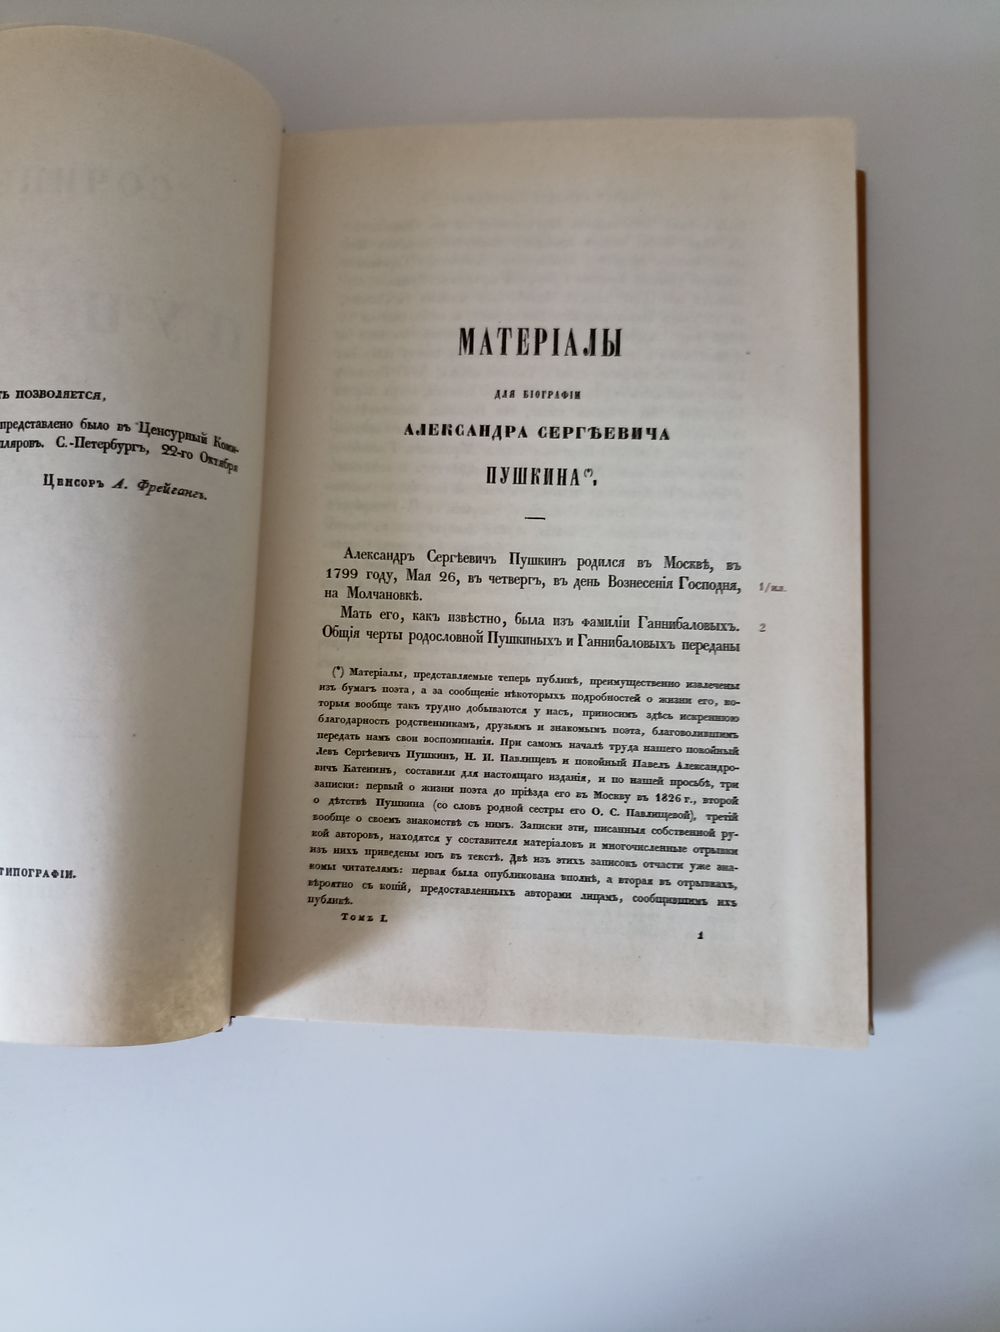 ть позволяется,
представлено было въ Ценсурный Коми-
пляров. С.-Петербургъ, 22-го Октября
Ценсоръ А. Фрейгангъ.
ТИПОГРАФІИ.
МАТЕРІАЛЫ
ДЛЯ БІОГРАФІИ
АЛЕКСАНДРА СЕРГѢЕВИЧА
ПУШКИНА(*).
Александръ Сергѣевичъ Пушкинъ родился въ Москвѣ, въ
1799 году, Мая 26, въ четвергъ, въ день Вознесенія Господня, 1/ил.
на Молчановкѣ.
Мать его, какъ извѣстно, была изъ фамиліи Ганнибаловыхъ. 2
Общія черты родословной Пушкиныхъ и Ганнибаловыхъ переданы
(*) Матеріалы, представляемые теперь публикѣ, преимущественно извлечены
изъ бумагъ поэта, а за сообщеніе нѣкоторыхъ подробностей о жизни его, ко-
торыя вообще такъ трудно добываются у насъ, приносимъ здѣсь искреннюю
благодарность родственникамъ, друзьямъ и знакомымъ поэта, благоволившимъ
передать намъ свои воспоминанія. При самомъ началѣ труда нашего покойный
Левъ Сергѣевичъ Пушкинъ, Н. И. Павлищевъ и покойный Павелъ Александро-
вичъ Катенинъ, составили для настоящаго изданія, и по нашей просьбѣ, три
записки: первый о жизни поэта до пріѣзда его въ Москву въ 1826 г., второй
о дѣтствѣ Пушкина (со словъ родной сестры его О. С. Павлищевой), третій
вообще о своемъ знакомствѣ съ нимъ. Записки эти, писанныя собственной ру-
кой авторовъ, находятся у составителя матеріаловъ и многочисленные отрывки
изъ нихъ приведены имъ въ текстѣ. Двѣ изъ этихъ записокъ отчасти уже зна-
комы читателямъ: первая была опубликована вполнѣ, а вторая въ отрывкахъ,
вѣроятно съ копій, предоставленныхъ авторами лицамъ, сообщившимъ ихъ
публикѣ.
Томъ I.
1